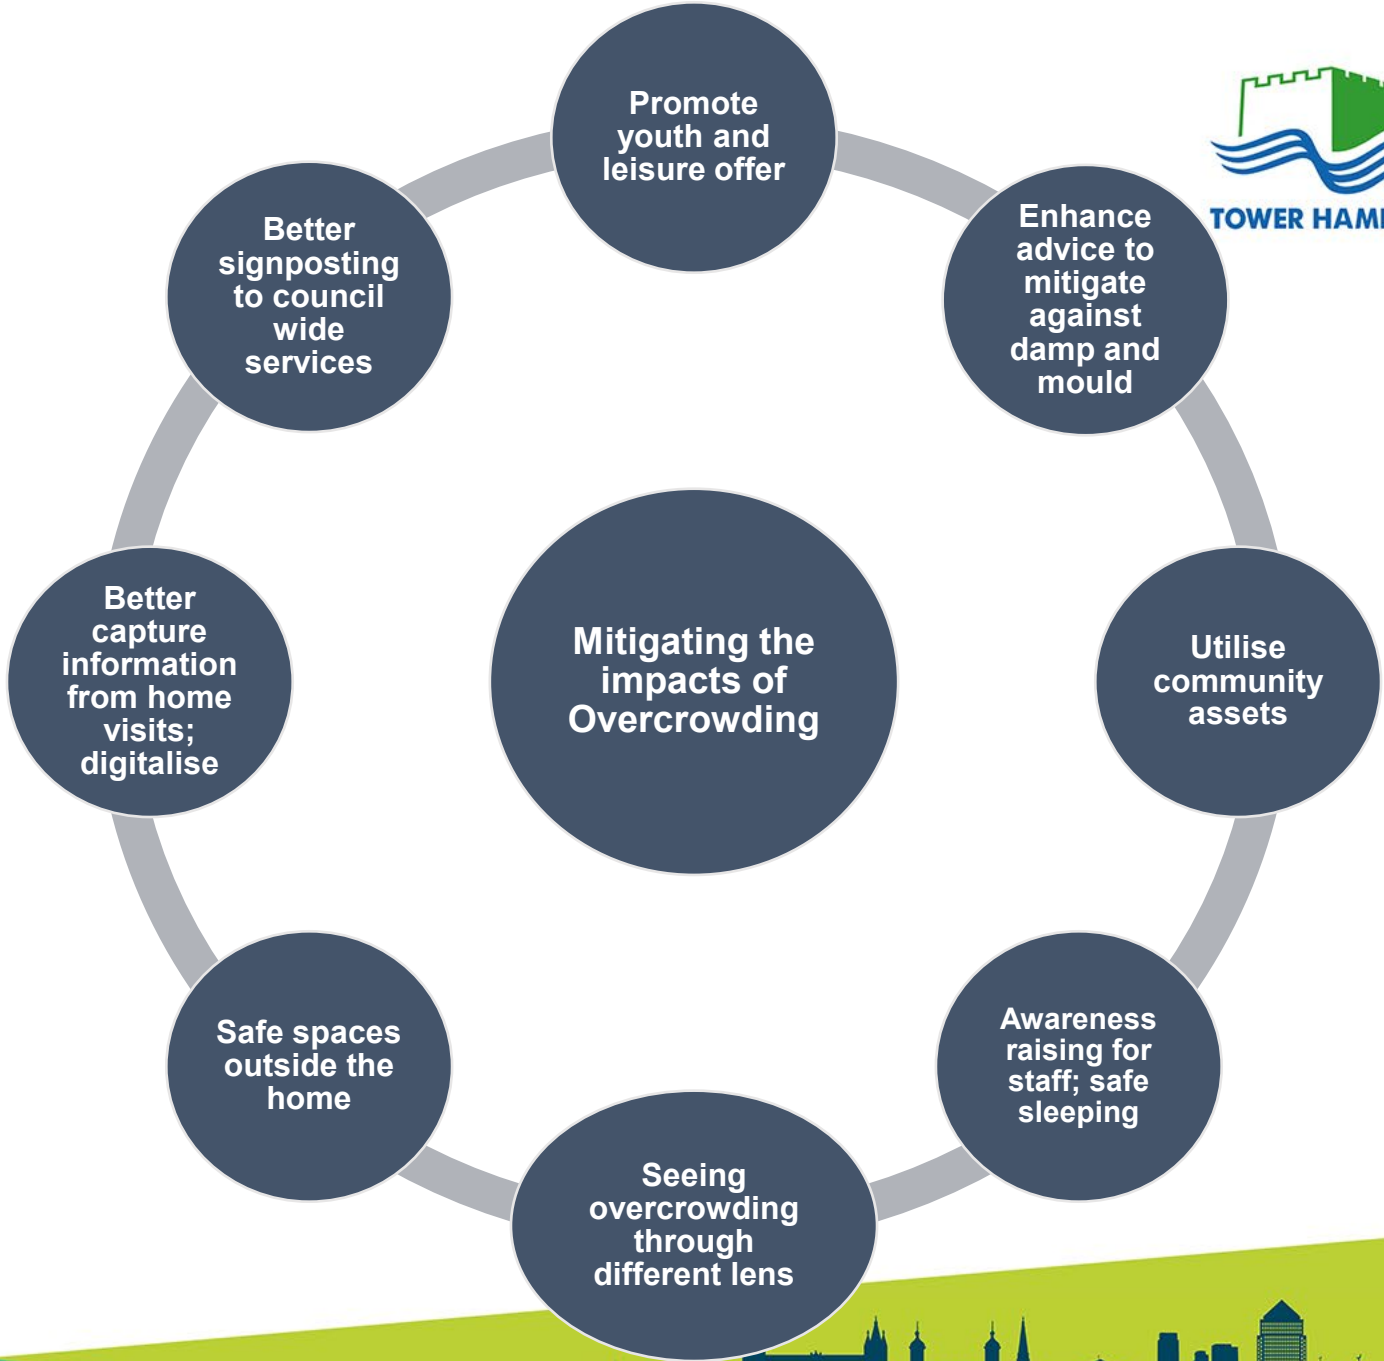 Promote
youth and
leisure offer
TOWER HAM
Enhance
advice to
mitigate
against
damp and
mould
Better
signposting
to council
wide
services
Better
capture
information
from home
visits;
digitalise
Mitigating the
impacts of
Overcrowding
Utilise
community
assets
Safe spaces
outside the
home
Awareness
raising for
staff; safe
sleeping
Seeing
overcrowding
through
different lens